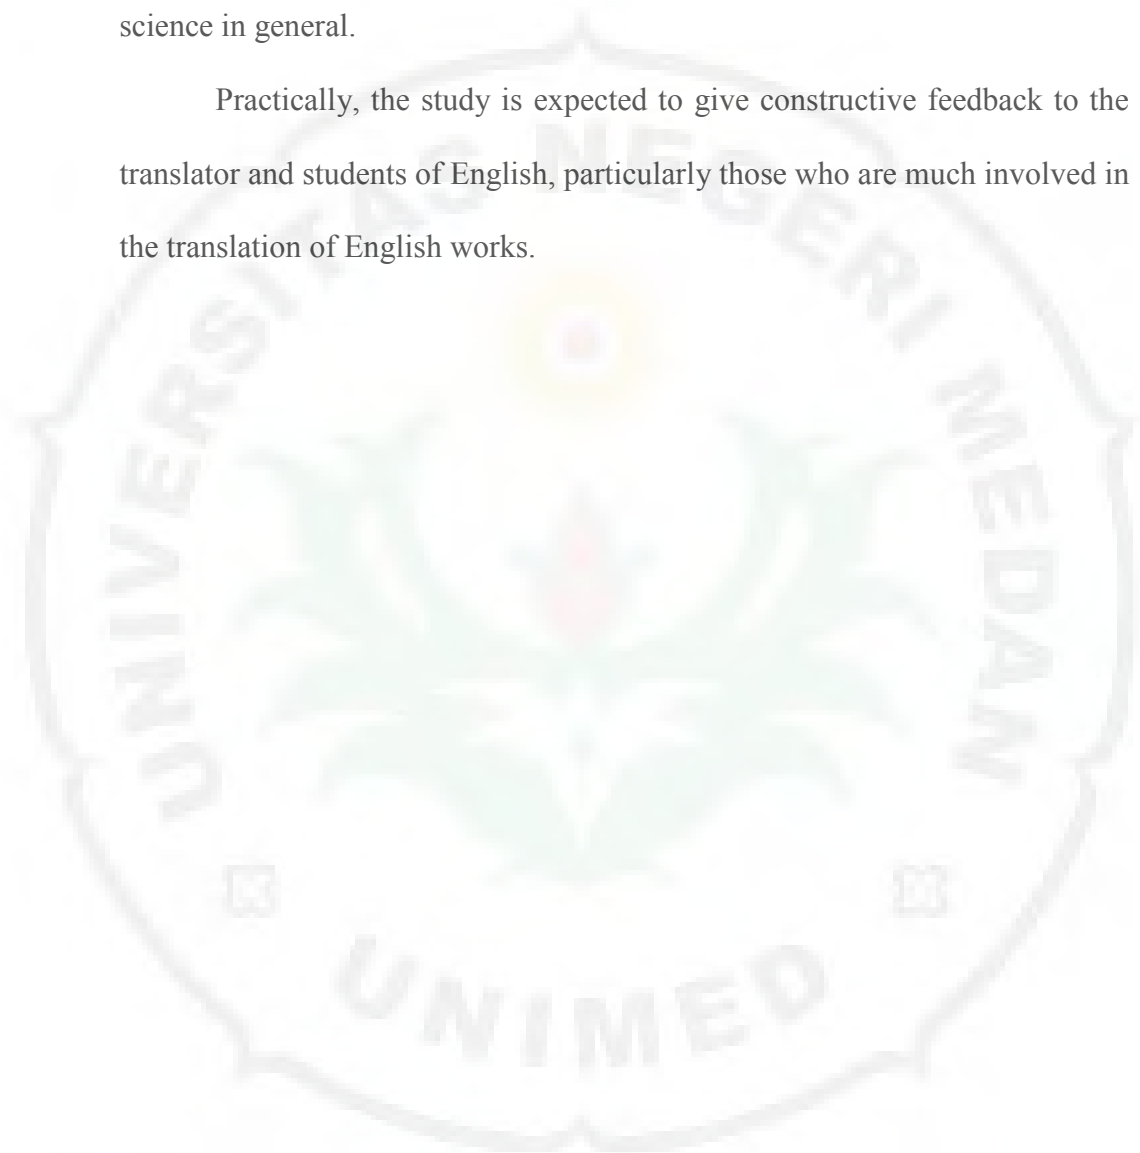 science in general.
Practically, the study is expected to give constructive feedback to the
translator and students of English, particularly those who are much involved in
the translation of English works.
UNIVERSITAS NEGERI MEDAN
UNIMED